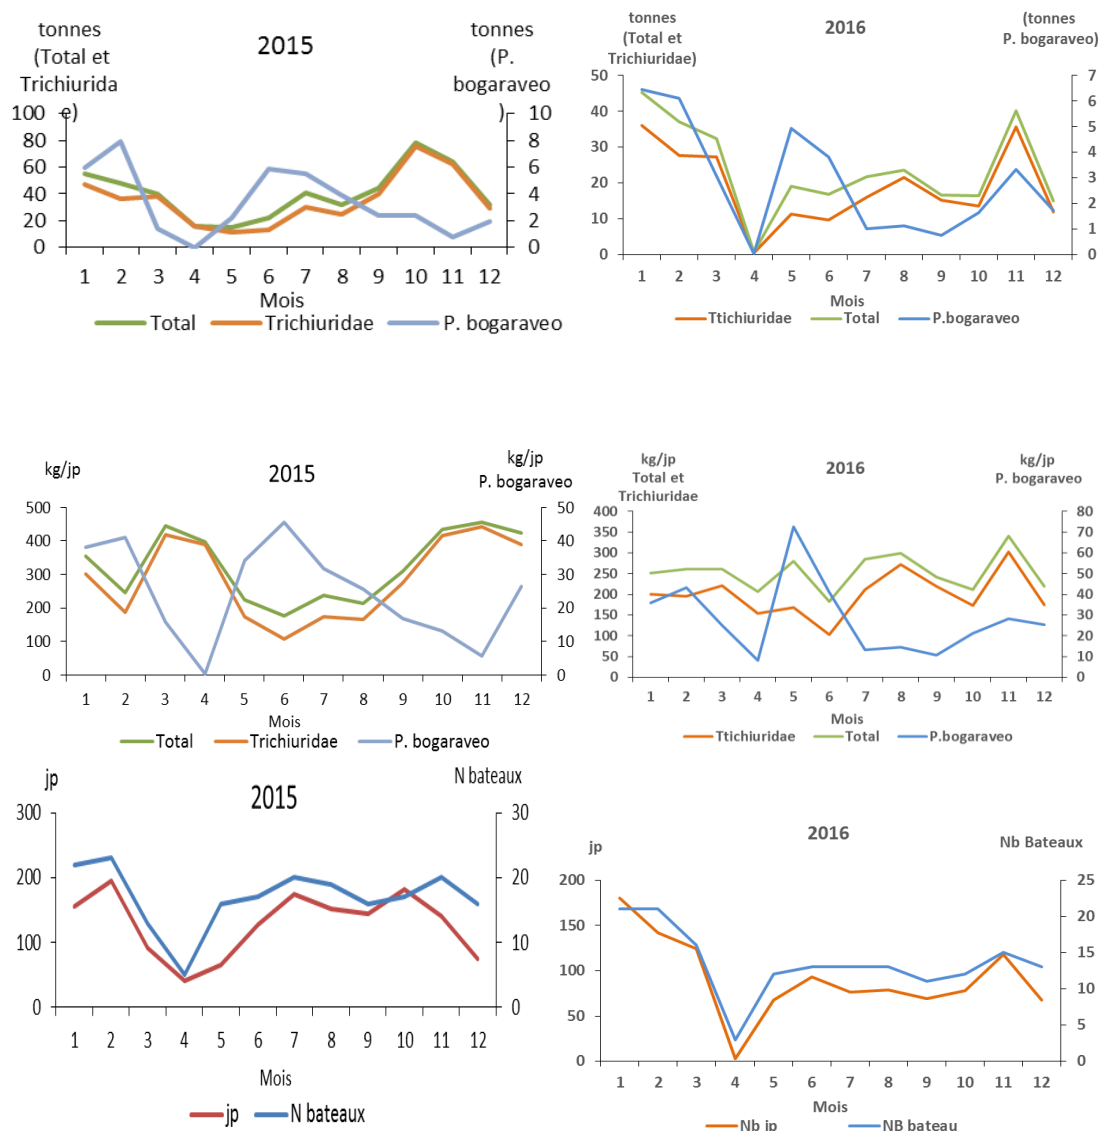 tonnes
(Total et
Trichiurida
e)
2015
tonnes
(P.
bogaraveo
)
100
80
60
40
20
0
10
8
6
4
2
0
1 2 3 4 5 6 7 8 9 10 11 12
Mois
Total Trichiuridae P. bogaraveo
tonnes
(Total et
Trichiuridae)
2016
(tonnes
P. bogaraveo)
50
40
30
20
10
0
7
6
5
4
3
2
1
0
1 2 3 4 5 6 7 8 9 10 11 12
Mois
Ttichiuridae Total P.bogaraveo
kg/jp
2015
kg/jp
P. bogaraveo
500
400
300
200
100
0
50
40
30
20
10
0
1 2 3 4 5 6 7 8 9 10 11 12
Mois
Total Trichiuridae P. bogaraveo
kg/jp
Total et
Trichiuridae
2016
kg/jp
P. bogaraveo
400
350
300
250
200
150
100
50
0
80
70
60
50
40
30
20
10
0
1 2 3 4 5 6 7 8 9 10 11 12
Mois
Ttichiuridae Total P.bogaraveo
jp
2015
N bateaux
300
200
100
0
30
20
10
0
1 2 3 4 5 6 7 8 9 10 11 12
Mois
jp N bateaux
jp
2016
Nb Bateaux
200
150
100
50
0
25
20
15
10
5
0
1 2 3 4 5 6 7 8 9 10 11 12
Mois
Nb jp NB bateau